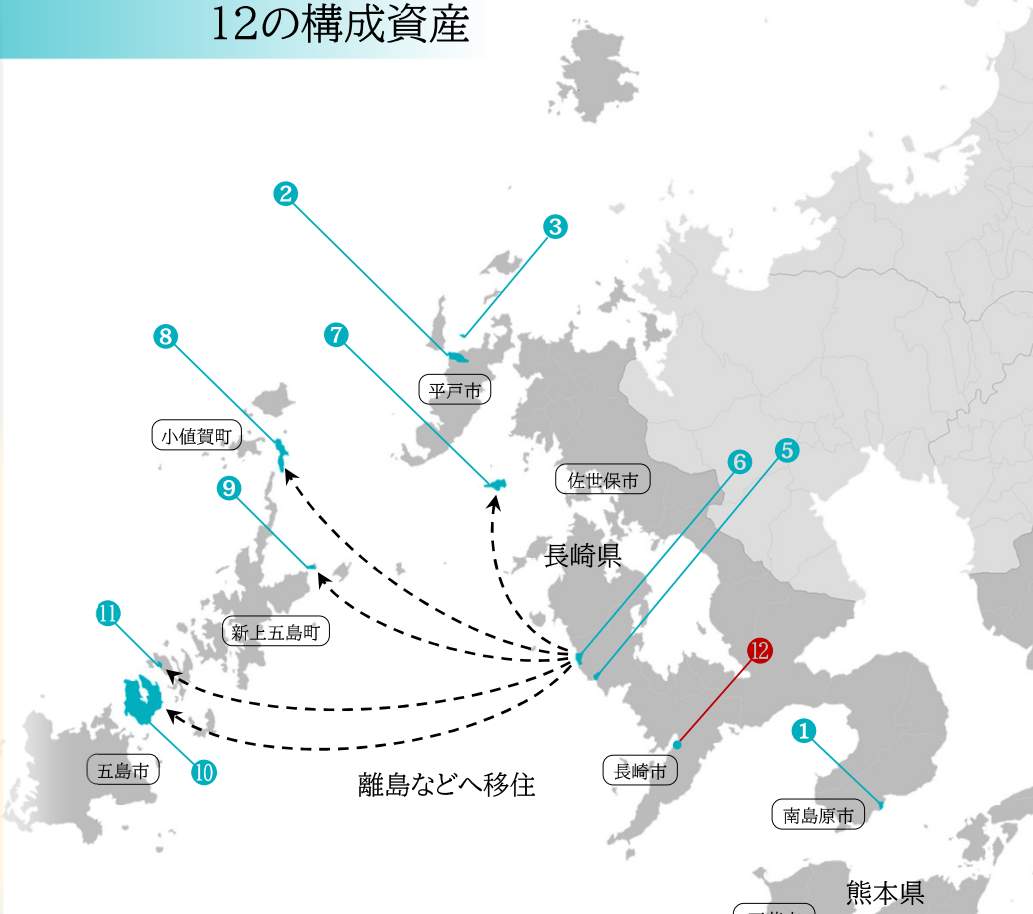 12の構成資産
2
3
8
7
平戸市
小値賀町
6
5
佐世保市
9
長崎県
11
新上五島町
12
1
五島市
10
長崎市
離島などへ移住
南島原市
熊本県